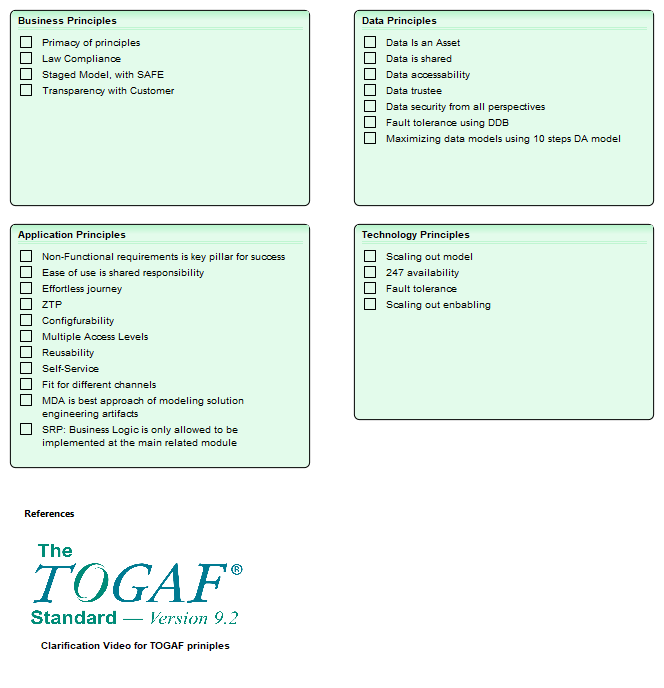 Business Principles
Primacy of principles
Law Compliance
Staged Model, with SAFE
Transparency with Customer
Data Principles
Data Is an Asset
Data is shared
Data accessability
Data trustee
Data security from all perspectives
Fault tolerance using DDB
Maximizing data models using 10 steps DA model
Application Principles
Non-Functional requirements is key pillar for success
Ease of use is shared responsibility
Effortless journey
ZTP
Configfurability
Multiple Access Levels
Reusability
Self-Service
Fit for different channels
MDA is best approach of modeling solution
engineering artifacts
SRP: Business Logic is only allowed to be
implemented at the main related module
Technology Principles
Scaling out model
247 availability
Fault tolerance
Scaling out enbabling
References
The
TOGAF®
Standard — Version 9.2
Clarification Video for TOGAF priniples